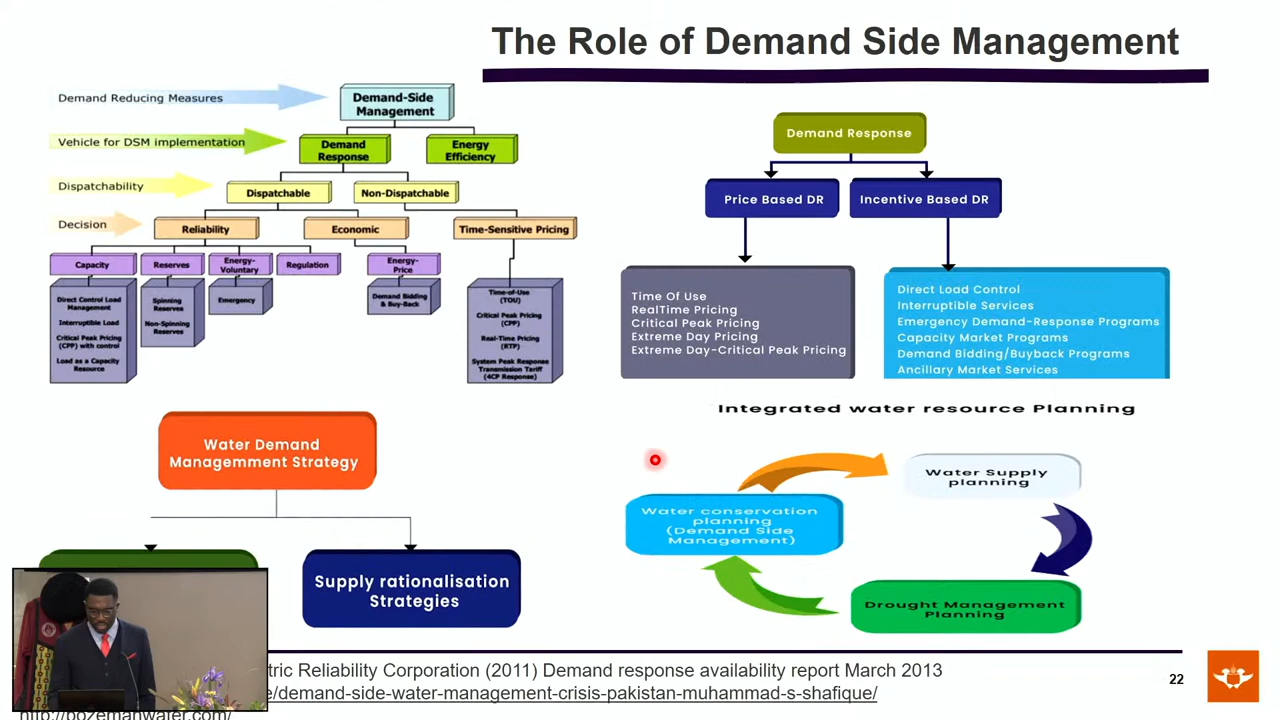 The Role of Demand Side Management
Demand Reducing Measures
Demand-Side
Management
Vehicle for DSM implementation
Demand
Response
Energy
Efficiency
Dispatchability
Dispatchable
Non-Dispatchable
Decision
Reliability
Economic
Time-Sensitive Pricing
Capacity
Reserves
Energy-
Voluntary
Regulation
Energy-
Price
Direct Control Load
Management
Interruptible Load
Critical Peak Pricing
(CPP) with control
Load as a Capacity
Resource
Spinning
Reserves
Non-Spinning
Reserves
Emergency
Demand Bidding
& Buy-Back
Time-of-Use
(TOU)
Critical Peak Pricing
(CPP)
Real-Time Pricing
(RTP)
System Peak Response
Transmission Tariff
(4CP Response)
Demand Response
Price Based DR
Incentive Based DR
Time Of Use
RealTime Pricing
Critical Peak Pricing
Extreme Day Pricing
Extreme Day-Critical Peak Pricing
Direct Load Control
Interruptible Services
Emergency Demand-Response Programs
Capacity Market Programs
Demand Bidding/Buyback Programs
Ancillary Market Services
Water Demand
Managemment Strategy
Supply rationalisation
Strategies
Integrated water resource Planning
Water Supply
planning
Water conservation
planning
(Demand Side
Management)
Drought Management
Planning
tric Reliability Corporation (2011) Demand response availability report March 2013
e/demand-side-water-management-crisis-pakistan-muhammad-s-shafique/
http://bozemanwater.com/
22